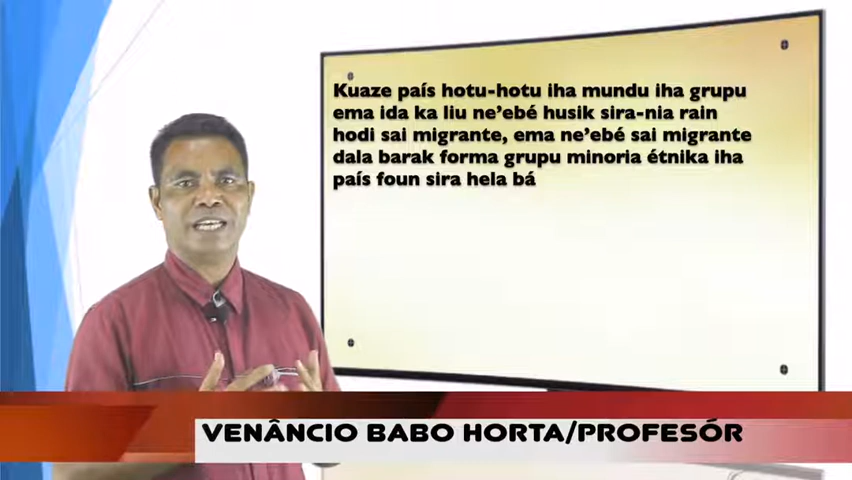 Kuaze país hotu-hotu iha mundu iha grupu
ema ida ka liu ne'ebé husik sira-nia rain
hodi sai migrante, ema ne'ebé sai migrante
dala barak forma grupu minoria étnika iha
país foun sira hela bá
VENÂNCIO BABO HORTA/PROFESÓR